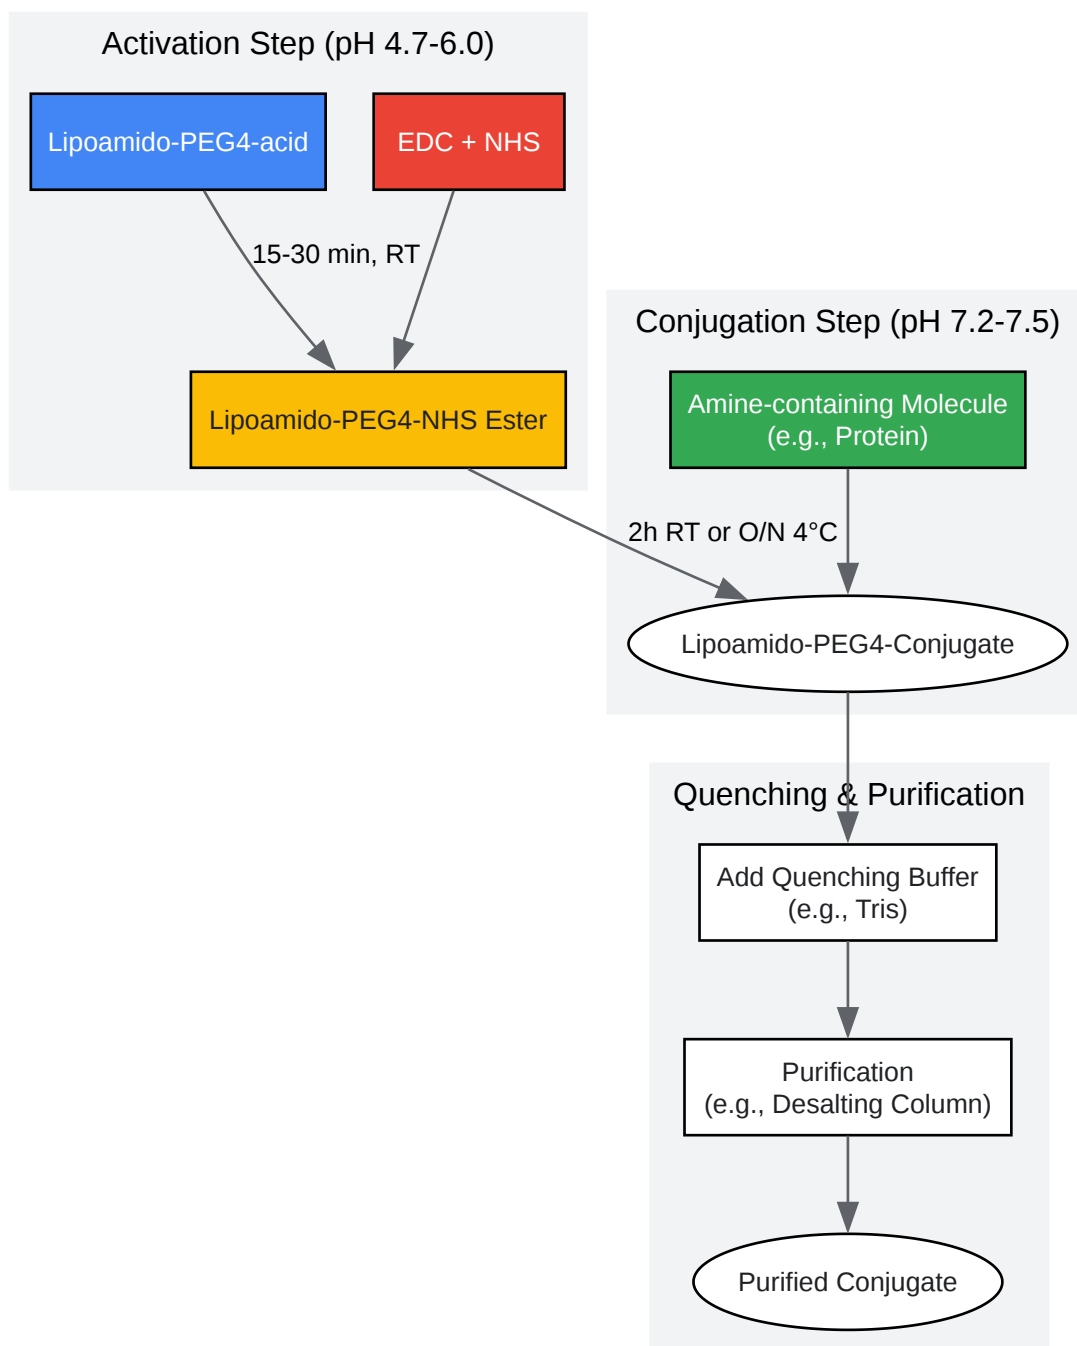 Activation Step (pH 4.7-6.0)
Lipoamido-PEG4-acid
EDC + NHS
15-30 min, RT
Lipoamido-PEG4-NHS Ester
Conjugation Step (pH 7.2-7.5)
Amine-containing Molecule
(e.g., Protein)
2h RT or O/N 4°C
Lipoamido-PEG4-Conjugate
Quenching & Purification
Add Quenching Buffer
(e.g., Tris)
Purification
(e.g., Desalting Column)
Purified Conjugate